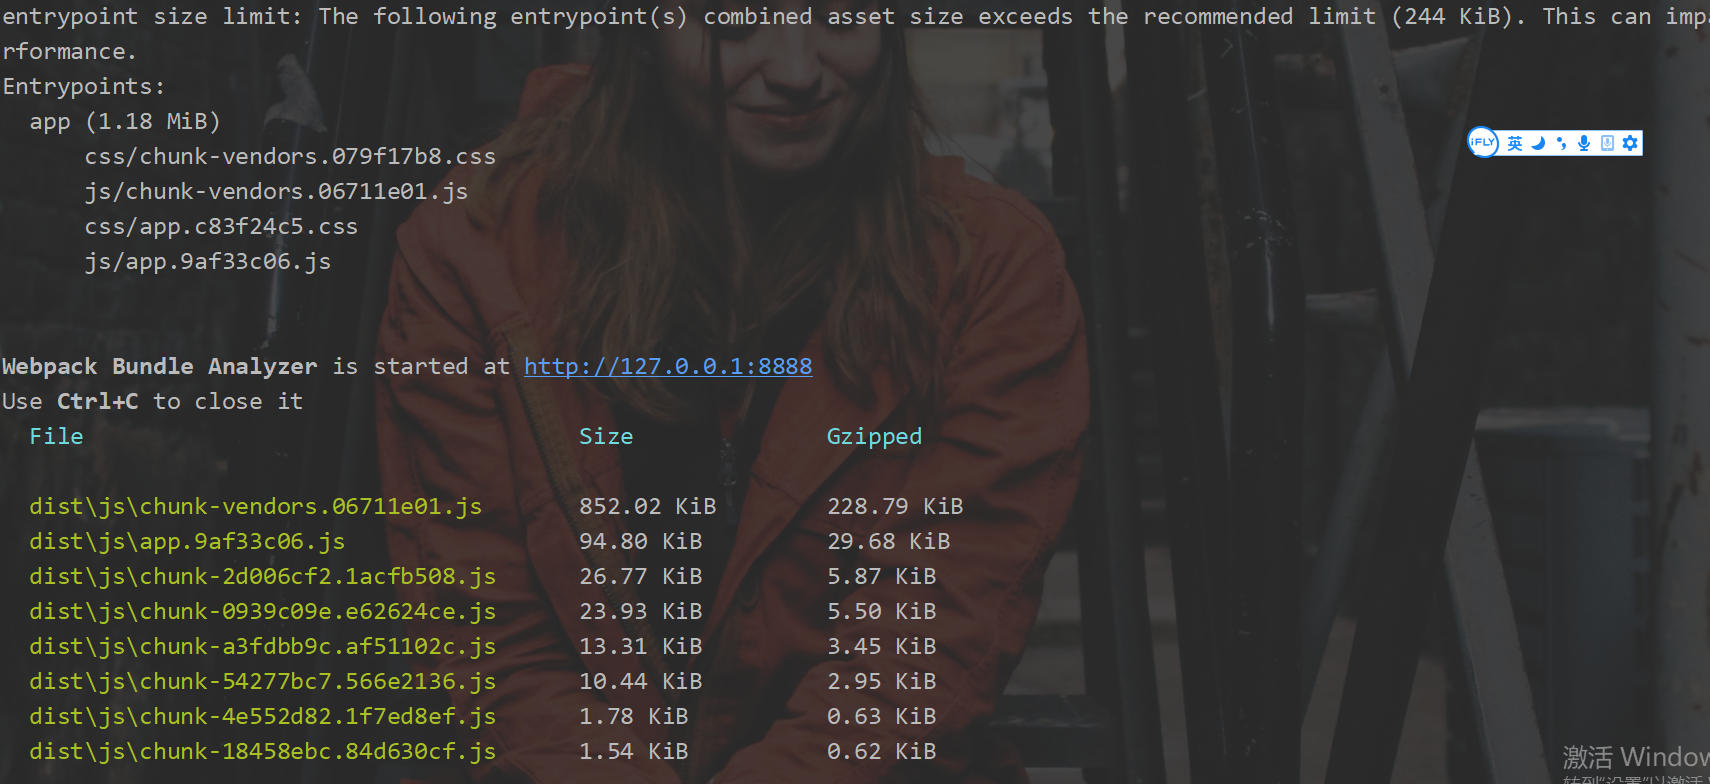 entrypoint size limit: The following entrypoint(s) combined asset size exceeds the recommended limit (244 KiB). This can impa
rformance.
Entrypoints:
app (1.18 MiB)
css/chunk-vendors.079f17b8.css
js/chunk-vendors.06711e01.js
css/app.c83f24c5.css
js/app.9af33c06.js
iFLY 英
Webpack Bundle Analyzer is started at http://127.0.0.1:8888
Use Ctrl+C to close it
File Size Gzipped
dist\js\chunk-vendors.06711e01.js 852.02 KiB 228.79 KiB
dist\js\app.9af33c06.js 94.80 KiB 29.68 KiB
dist\js\chunk-2d006cf2.1acfb508.js 26.77 KiB 5.87 KiB
dist\js\chunk-0939c09e.e62624ce.js 23.93 KiB 5.50 KiB
dist\js\chunk-a3fdbb9c.af51102c.js 13.31 KiB 3.45 KiB
dist\js\chunk-54277bc7.566e2136.js 10.44 KiB 2.95 KiB
dist\js\chunk-4e552d82.1f7ed8ef.js 1.78 KiB 0.63 KiB
dist\js\chunk-18458ebc.84d630cf.js 1.54 KiB 0.62 KiB
激活 Window
转到"设置"以激活